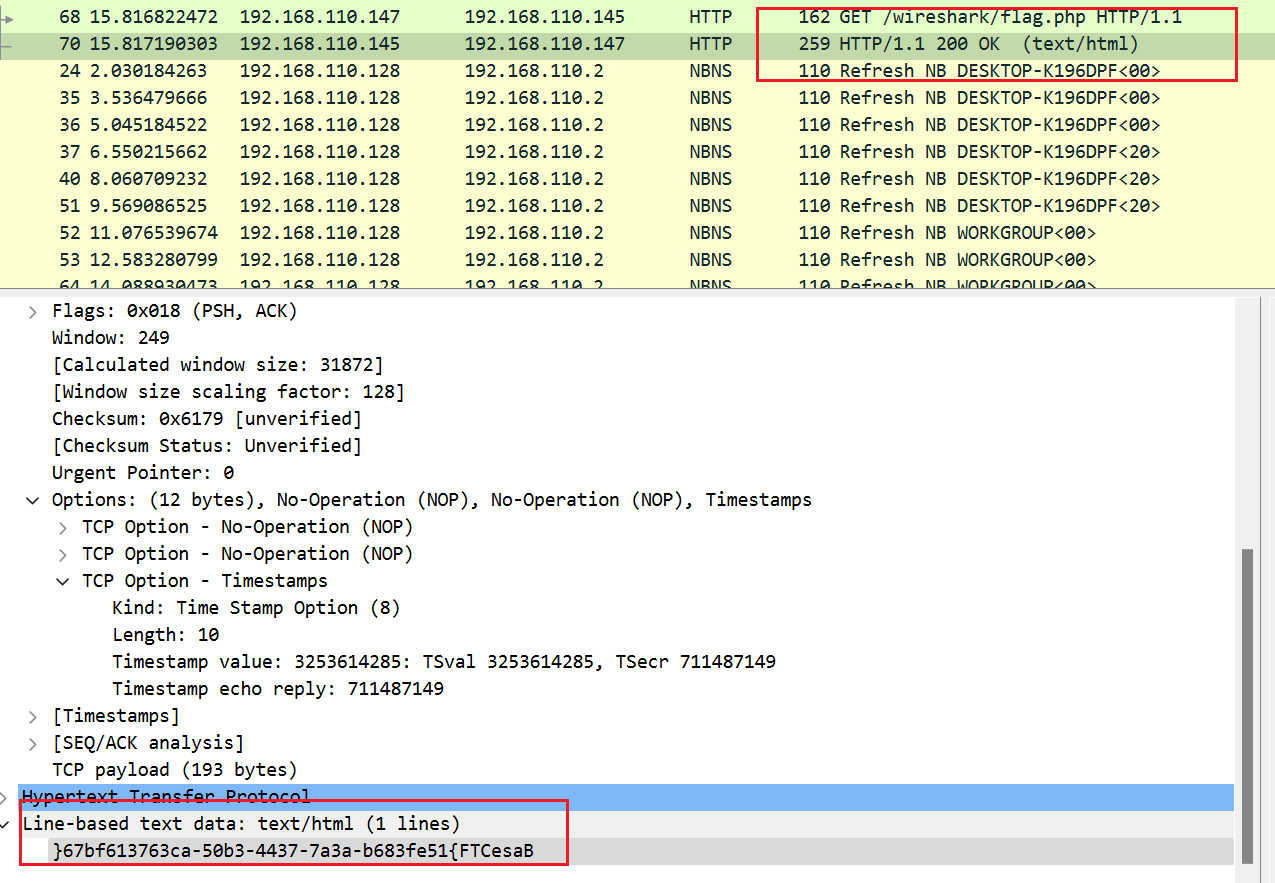 68 15.816822472 192.168.110.147 192.168.110.145 HTTP 162 GET /wireshark/flag.php HTTP/1.1
70 15.817190303 192.168.110.145 192.168.110.147 HTTP 259 HTTP/1.1 200 OK (text/html)
24 2.030184263 192.168.110.128 192.168.110.2 NBNS 110 Refresh NB DESKTOP-K196DPF<00>
35 3.536479666 192.168.110.128 192.168.110.2 NBNS 110 Refresh NB DESKTOP-K196DPF<00>
36 5.045184522 192.168.110.128 192.168.110.2 NBNS 110 Refresh NB DESKTOP-K196DPF<00>
37 6.550215662 192.168.110.128 192.168.110.2 NBNS 110 Refresh NB DESKTOP-K196DPF<20>
40 8.060709232 192.168.110.128 192.168.110.2 NBNS 110 Refresh NB DESKTOP-K196DPF<20>
51 9.569086525 192.168.110.128 192.168.110.2 NBNS 110 Refresh NB DESKTOP-K196DPF<20>
52 11.076539674 192.168.110.128 192.168.110.2 NBNS 110 Refresh NB WORKGROUP<00>
53 12.583280799 192.168.110.128 192.168.110.2 NBNS 110 Refresh NB WORKGROUP<00>
64 14.088930473 192.168.110.128 192.168.110.2 NBNS 110 Refresh NB WORKGROUP<00>
Flags: 0x018 (PSH, ACK)
Window: 249
[Calculated window size: 31872]
[Window size scaling factor: 128]
Checksum: 0x6179 [unverified]
[Checksum Status: Unverified]
Urgent Pointer: 0
Options: (12 bytes), No-Operation (NOP), No-Operation (NOP), Timestamps
TCP Option - No-Operation (NOP)
TCP Option - No-Operation (NOP)
TCP Option - Timestamps
Kind: Time Stamp Option (8)
Length: 10
Timestamp value: 3253614285: TSval 3253614285, TSecr 711487149
Timestamp echo reply: 711487149
[Timestamps]
[SEQ/ACK analysis]
TCP payload (193 bytes)
Hypertext Transfer Protocol
Line-based text data: text/html (1 lines)
}67bf613763ca-50b3-4437-7a3a-b683fe51{FTCesaB